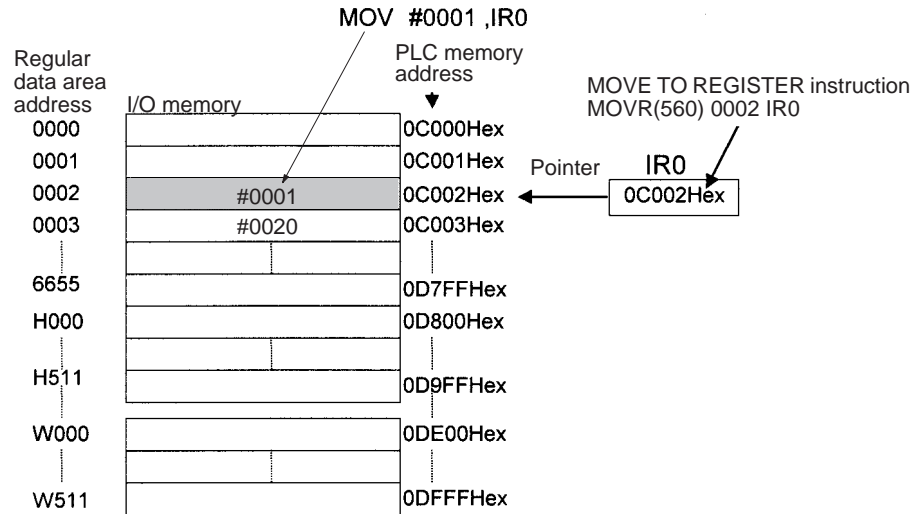 MOV #0001 ,IR0
Regular
data area
address
I/O memory
PLC memory
address
MOVE TO REGISTER instruction
MOVR(560) 0002 IR0
0000 0C000Hex
0001 0C001Hex
Pointer IR0
0002 #0001 0C002Hex 0C002Hex
0003 #0020 0C003Hex
6655 0D7FFHex
H000 0D800Hex
H511 0D9FFHex
W000 0DE00Hex
W511 0DFFFHex